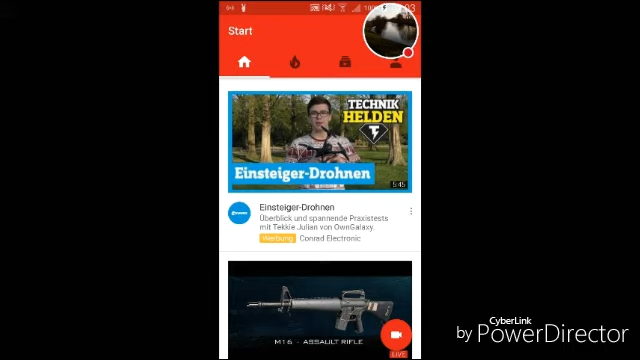 100%
Start
TECHNIK
HELDEN
Einsteiger-Drohnen
5:45
Einsteiger-Drohnen
Überblick und spannende Praxistests
mit Tekkie Julian von OwnGalaxy.
Werbung Conrad Electronic
M16 - ASSAULT RIFLE
LIVE
CyberLink
by PowerDirector